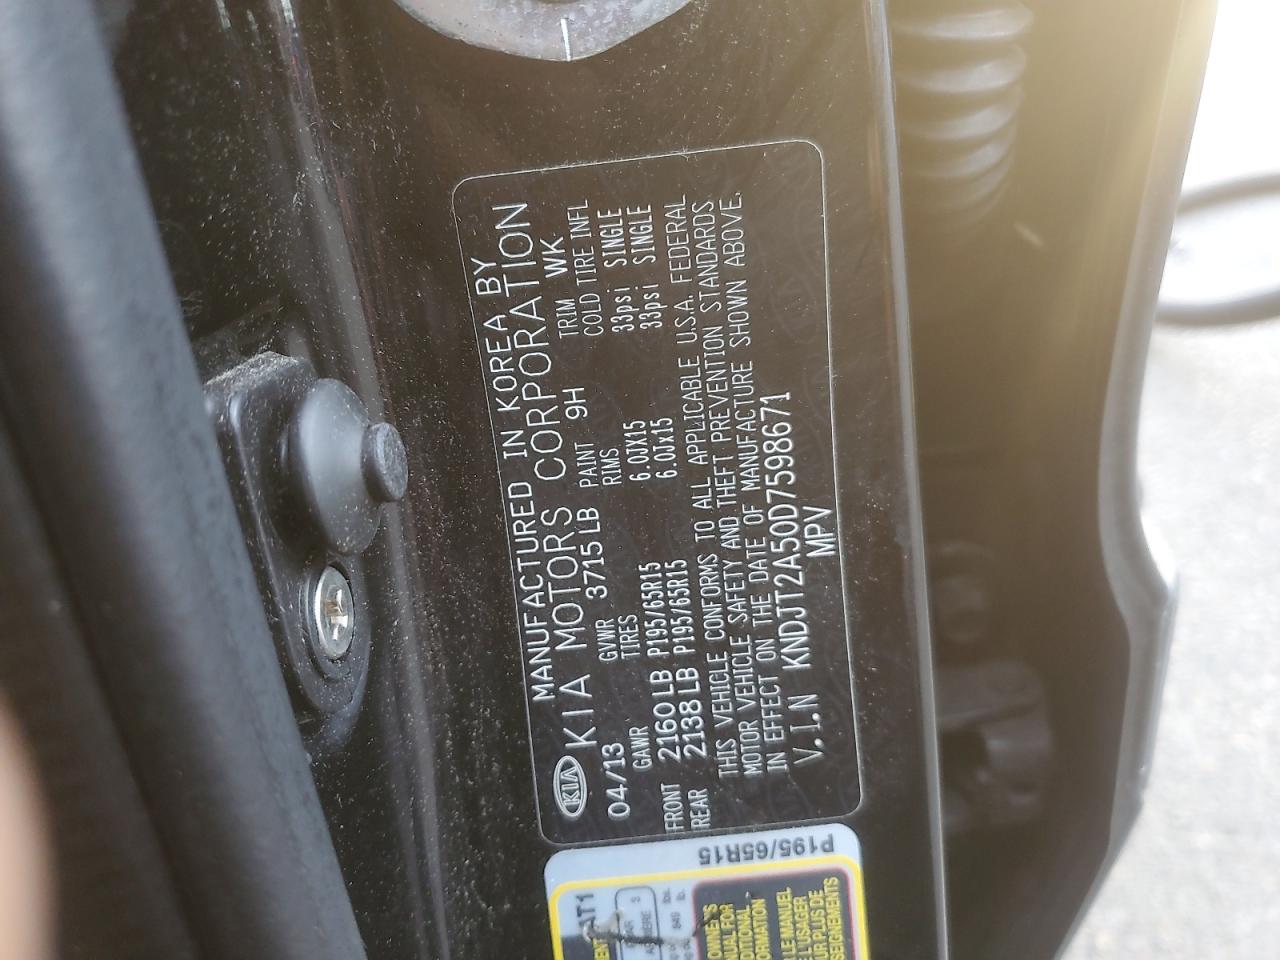 MANUFACTURED IN KOREA BY
KIA KIA MOTORS CORPORATION
04/13 GVWR 3715 LB PAINT 9H TRIM WK
GAWR TIRES RIMS COLD TIRE INFL
FRONT 2160 LB P195/65R15 6.0JX15 33psi SINGLE
REAR 2138 LB P195/65R15 6.0Jx15 33psi SINGLE
THIS VEHICLE CONFORMS TO ALL APPLICABLE U.S.A. FEDERAL
MOTOR VEHICLE SAFETY AND THEFT PREVENTION STANDARDS
IN EFFECT ON THE DATE OF MANUFACTURE SHOWN ABOVE.
V.I.N KNDJT2A50D7598671
MPV
P195/65R15